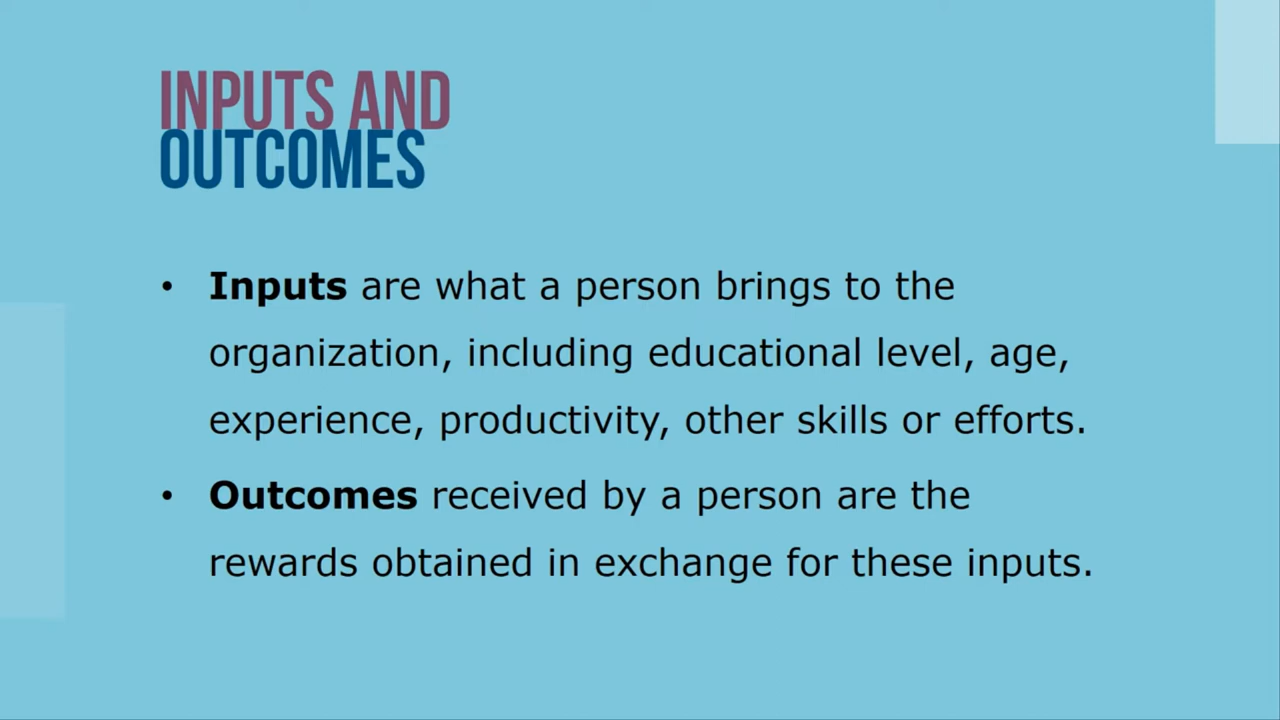 INPUTS AND
OUTCOMES
• Inputs are what a person brings to the
organization, including educational level, age,
experience, productivity, other skills or efforts.
• Outcomes received by a person are the
rewards obtained in exchange for these inputs.